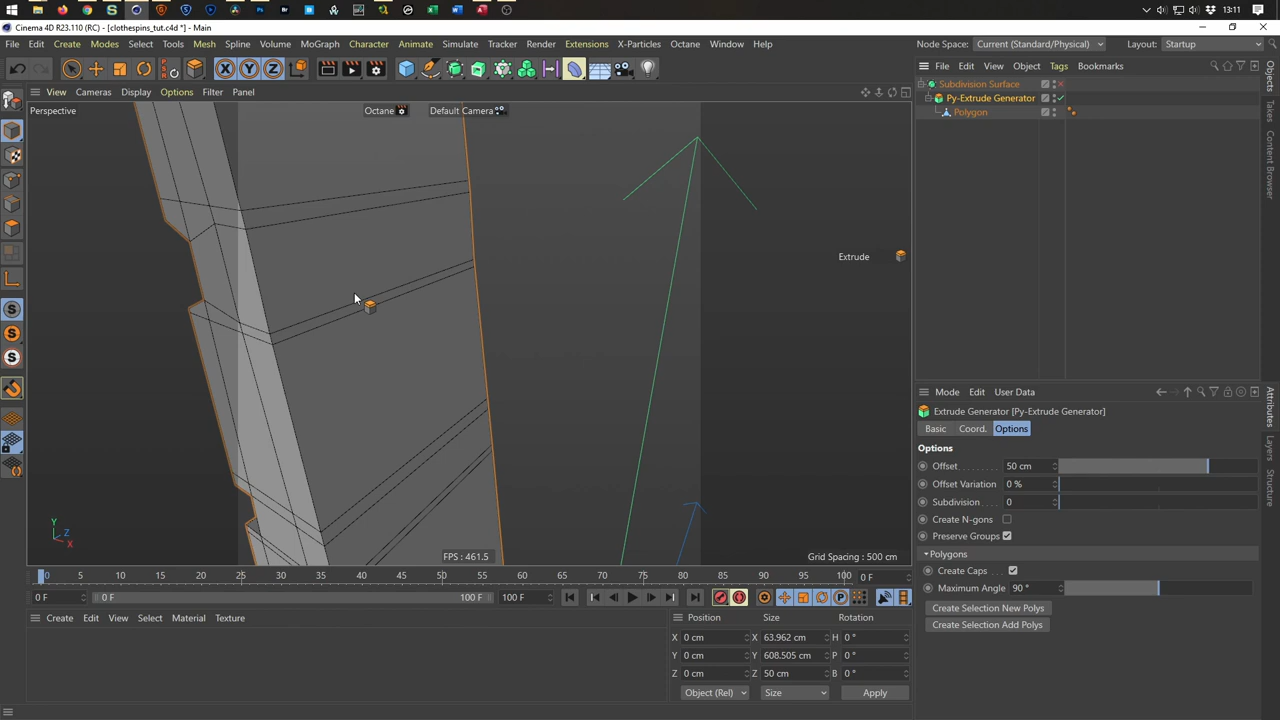 13:11
Cinema 4D R23.110 (RC) - [clothespins_tut.c4d *] - Main
File Edit Create Modes Select Tools Mesh Spline Volume MoGraph Character Animate Simulate Tracker Render Extensions X-Particles Octane Window Help
Node Space: Current (Standard/Physical) Layout: Startup
X Y Z
View Cameras Display Options Filter Panel
File Edit View Object Tags Bookmarks
Subdivision Surface
Py-Extrude Generator
Polygon
Perspective
Octane
Default Camera
Extrude
Y
Z
X
FPS : 461.5
Grid Spacing : 500 cm
Objects
Takes
Content Browser
Attributes
Layers
Structure
Mode Edit User Data
Extrude Generator [Py-Extrude Generator]
Basic Coord. Options
Options
Offset 50 cm
Offset Variation 0 %
Subdivision 0
Create N-gons
Preserve Groups
Polygons
Create Caps
Maximum Angle 90 °
Create Selection New Polys
Create Selection Add Polys
0 5 10 15 20 25 30 35 40 45 50 55 60 65 70 75 80 85 90 95 100 0 F
0 F 0 F 100 F 100 F
Create Edit View Select Material Texture
Position Size Rotation
X 0 cm X 63.962 cm H 0 °
Y 0 cm Y 608.505 cm P 0 °
Z 0 cm Z 50 cm B 0 °
Object (Rel) Size Apply